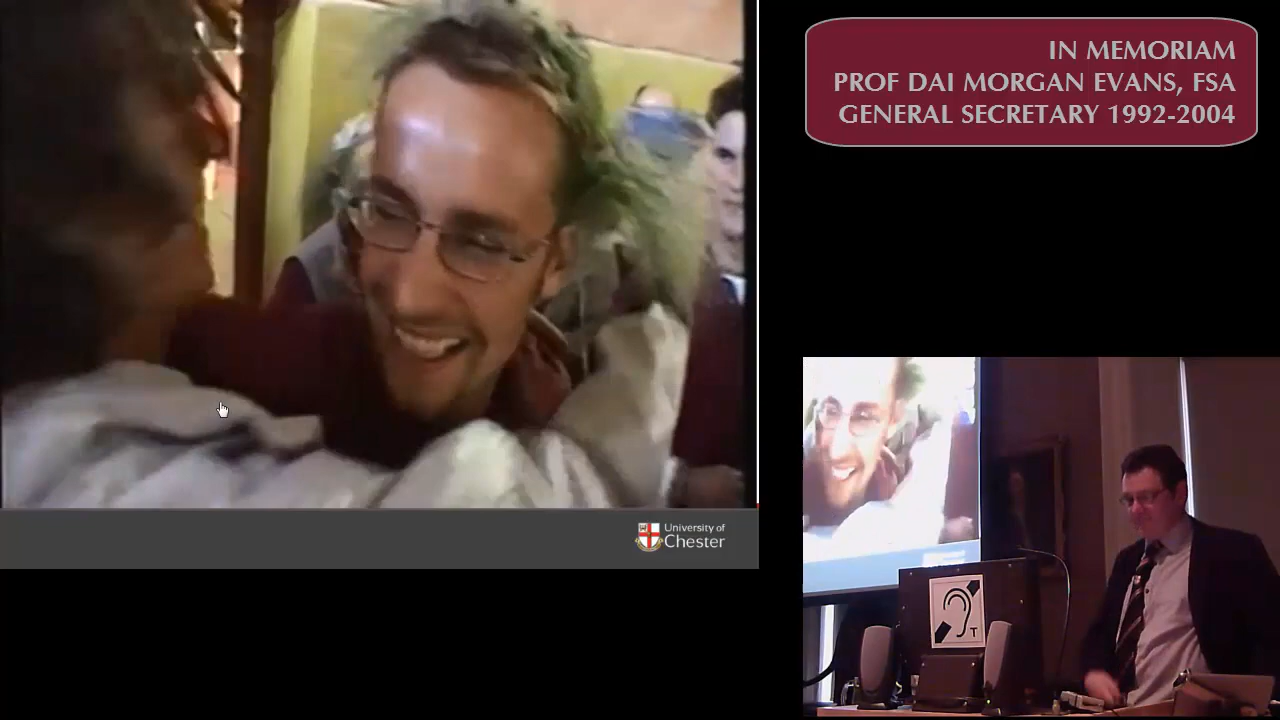 IN MEMORIAM
PROF DAI MORGAN EVANS, FSA
GENERAL SECRETARY 1992-2004
University of
Chester
T